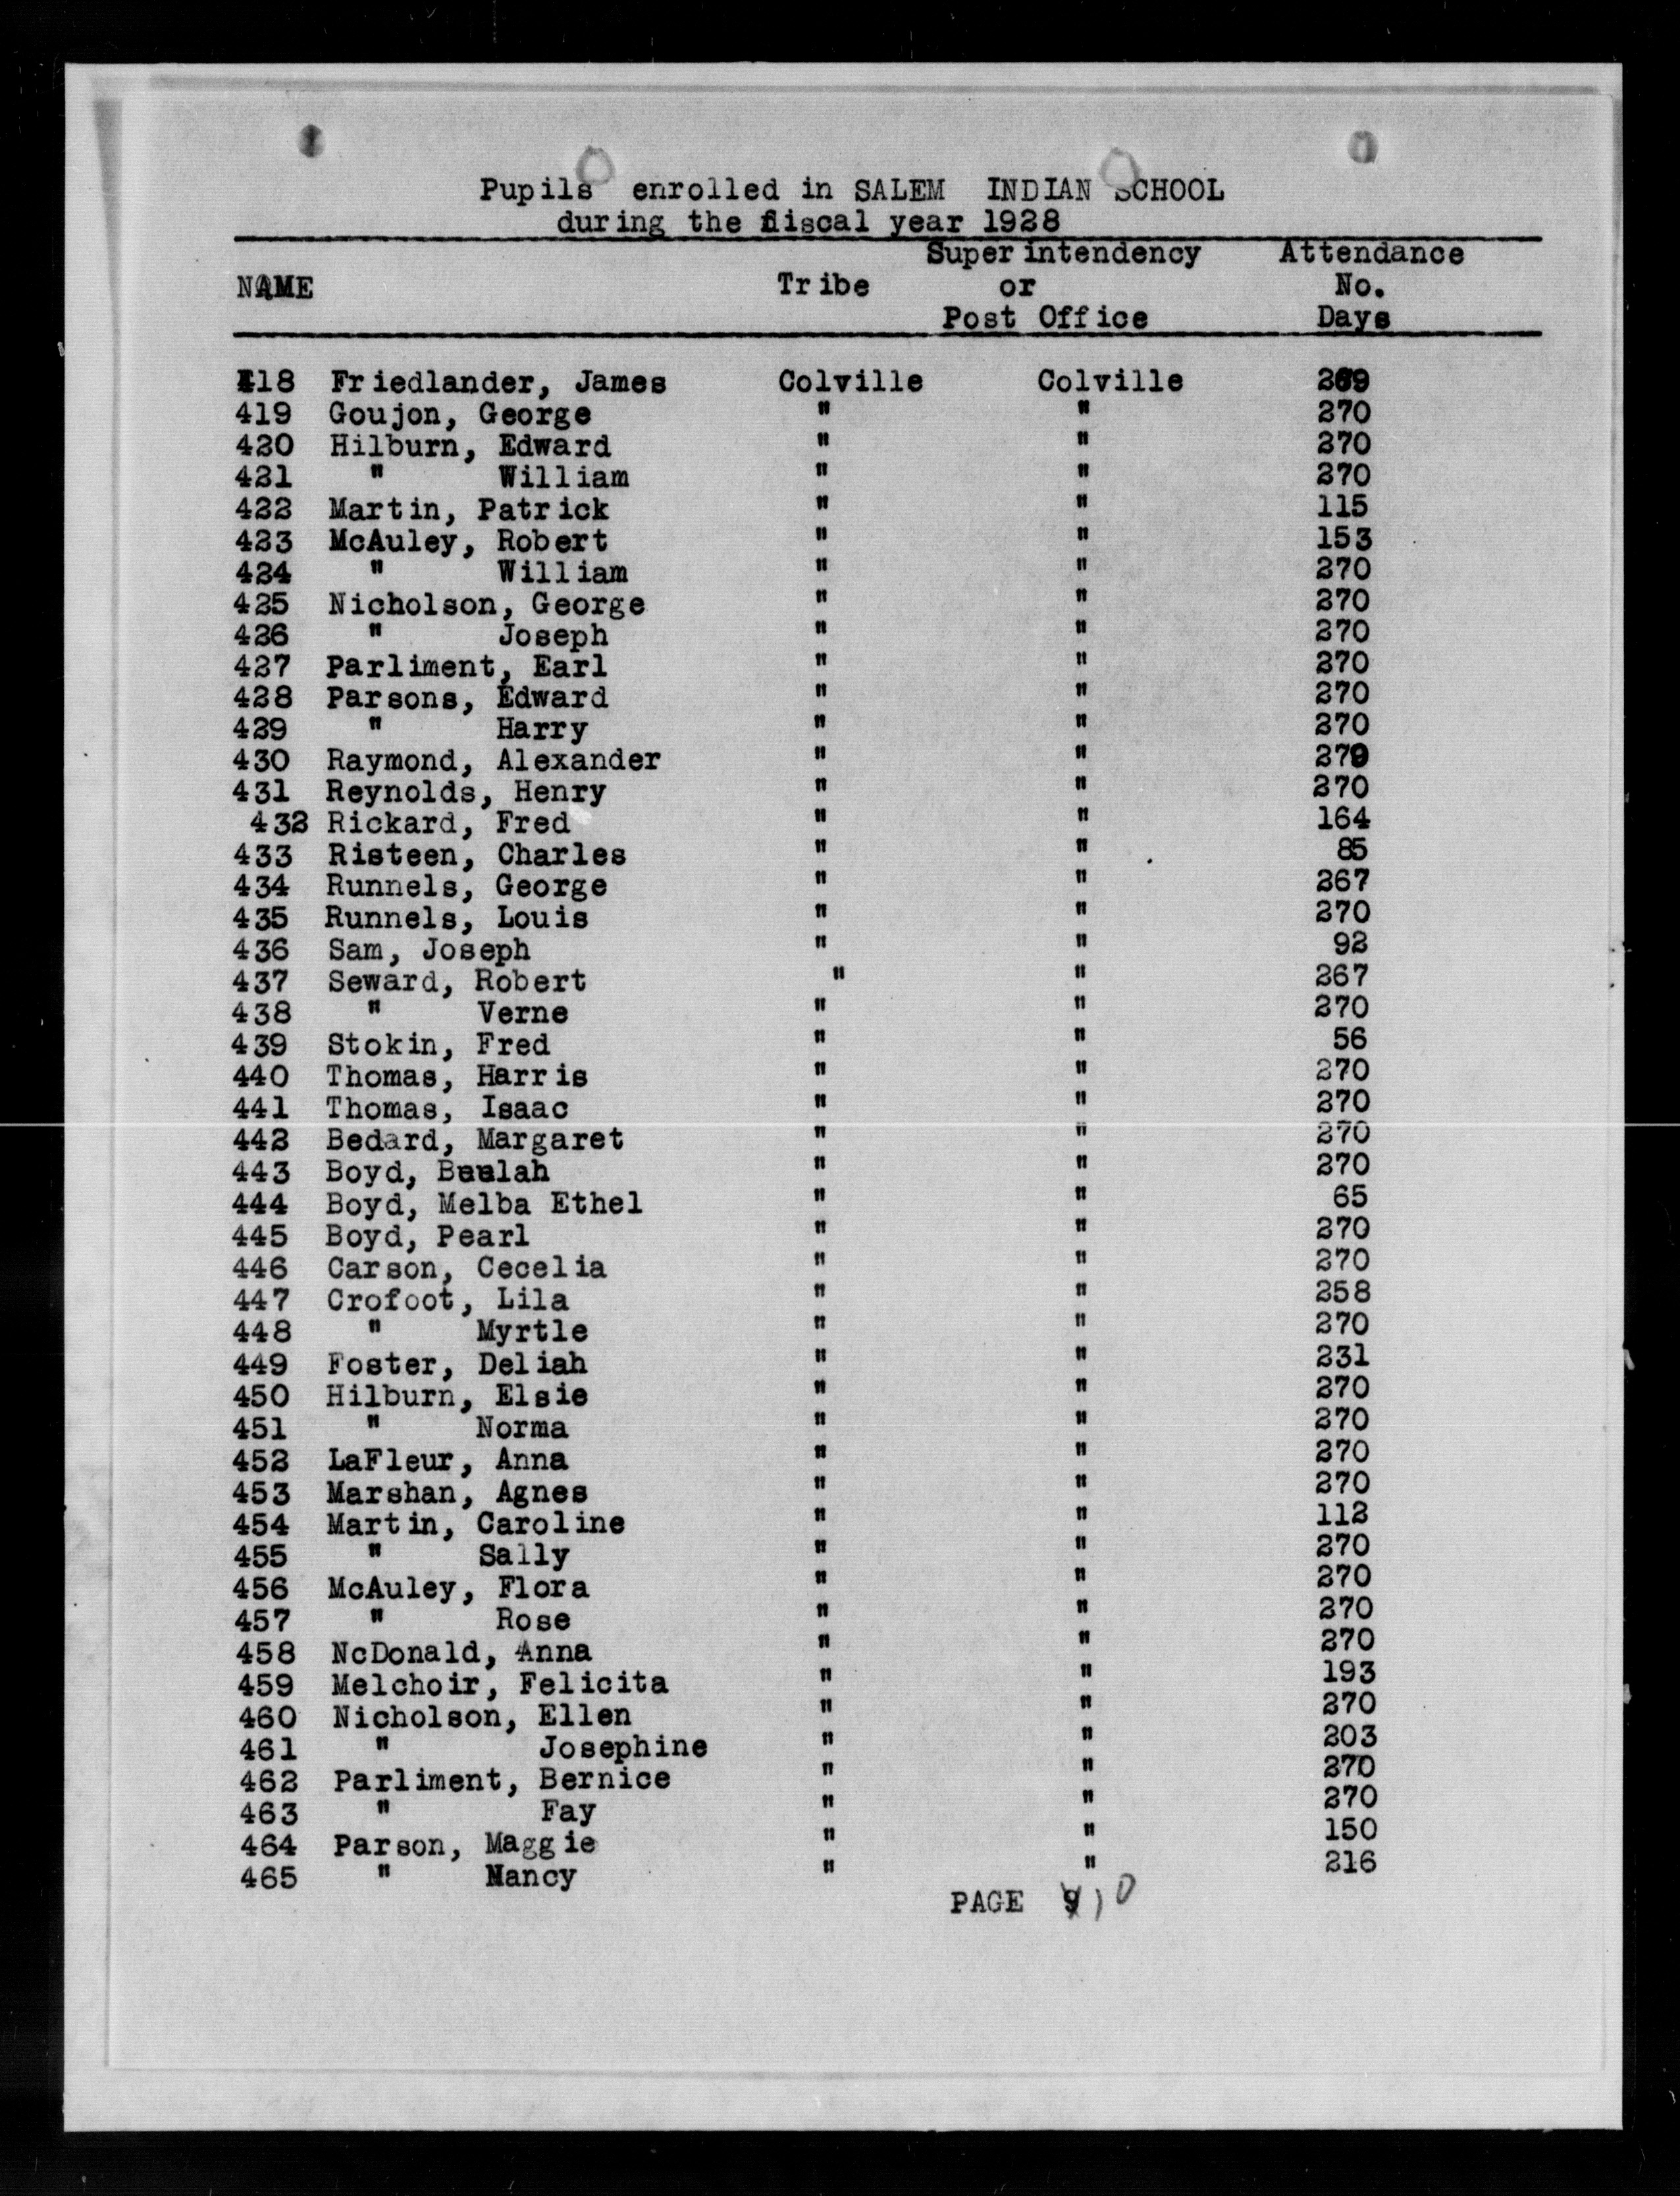 Pupils enrolled in SALEM INDIAN SCHOOL
during the fiscal year 1928
NAME Tribe Superintendency or Post Office Attendance No. Days
418 Friedlander, James Colville Colville 269
419 Goujon, George " " 270
420 Hilburn, Edward " " 270
421 " William " " 270
422 Martin, Patrick " " 115
423 McAuley, Robert " " 153
424 " William " " 270
425 Nicholson, George " " 270
426 " Joseph " " 270
427 Parliment, Earl " " 270
428 Parsons, Edward " " 270
429 " Harry " " 270
430 Raymond, Alexander " " 270
431 Reynolds, Henry " " 270
432 Rickard, Fred " " 164
433 Risteen, Charles " " 85
434 Runnels, George " " 267
435 Runnels, Louis " " 270
436 Sam, Joseph " " 92
437 Seward, Robert " " 267
438 " Verne " " 270
439 Stokin, Fred " " 56
440 Thomas, Harris " " 270
441 Thomas, Isaac " " 270
442 Bedard, Margaret " " 270
443 Boyd, Beulah " " 270
444 Boyd, Melba Ethel " " 65
445 Boyd, Pearl " " 270
446 Carson, Cecelia " " 270
447 Crofoot, Lila " " 258
448 " Myrtle " " 270
449 Foster, Deliah " " 231
450 Hilburn, Elsie " " 270
451 " Norma " " 270
452 LaFleur, Anna " " 270
453 Marshan, Agnes " " 270
454 Martin, Caroline " " 112
455 " Sally " " 270
456 McAuley, Flora " " 270
457 " Rose " " 270
458 NcDonald, Anna " " 270
459 Melchoir, Felicita " " 193
460 Nicholson, Ellen " " 270
461 " Josephine " " 203
462 Parliment, Bernice " " 270
463 " Fay " " 270
464 Parson, Maggie " " 150
465 " Nancy " " 216
PAGE 9 10